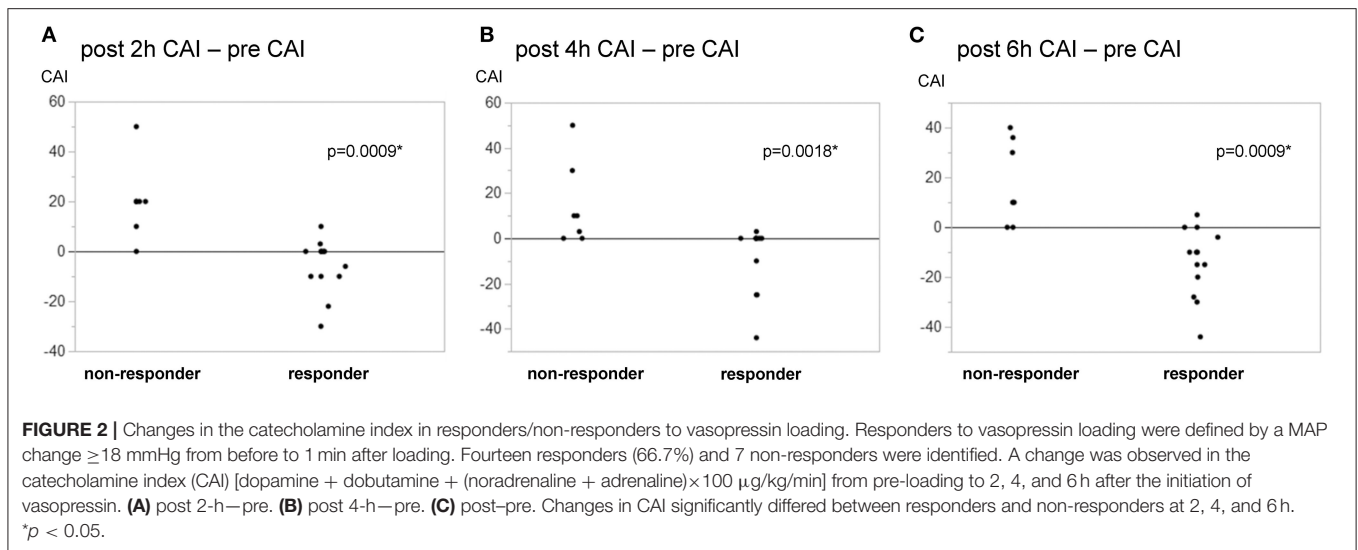 A post 2h CAI – pre CAI
CAI
60
40
20
0
-20
-40
p=0.0009*
non-responder responder
B post 4h CAI – pre CAI
CAI
60
40
20
0
-20
-40
p=0.0018*
non-responder responder
C post 6h CAI – pre CAI
CAI
40
20
0
-20
-40
p=0.0009*
non-responder responder
FIGURE 2 | Changes in the catecholamine index in responders/non-responders to vasopressin loading. Responders to vasopressin loading were defined by a MAP
change ≥18 mmHg from before to 1 min after loading. Fourteen responders (66.7%) and 7 non-responders were identified. A change was observed in the
catecholamine index (CAI) [dopamine + dobutamine + (noradrenaline + adrenaline)×100 μg/kg/min] from pre-loading to 2, 4, and 6 h after the initiation of
vasopressin. (A) post 2-h—pre. (B) post 4-h—pre. (C) post–pre. Changes in CAI significantly differed between responders and non-responders at 2, 4, and 6 h.
*p < 0.05.